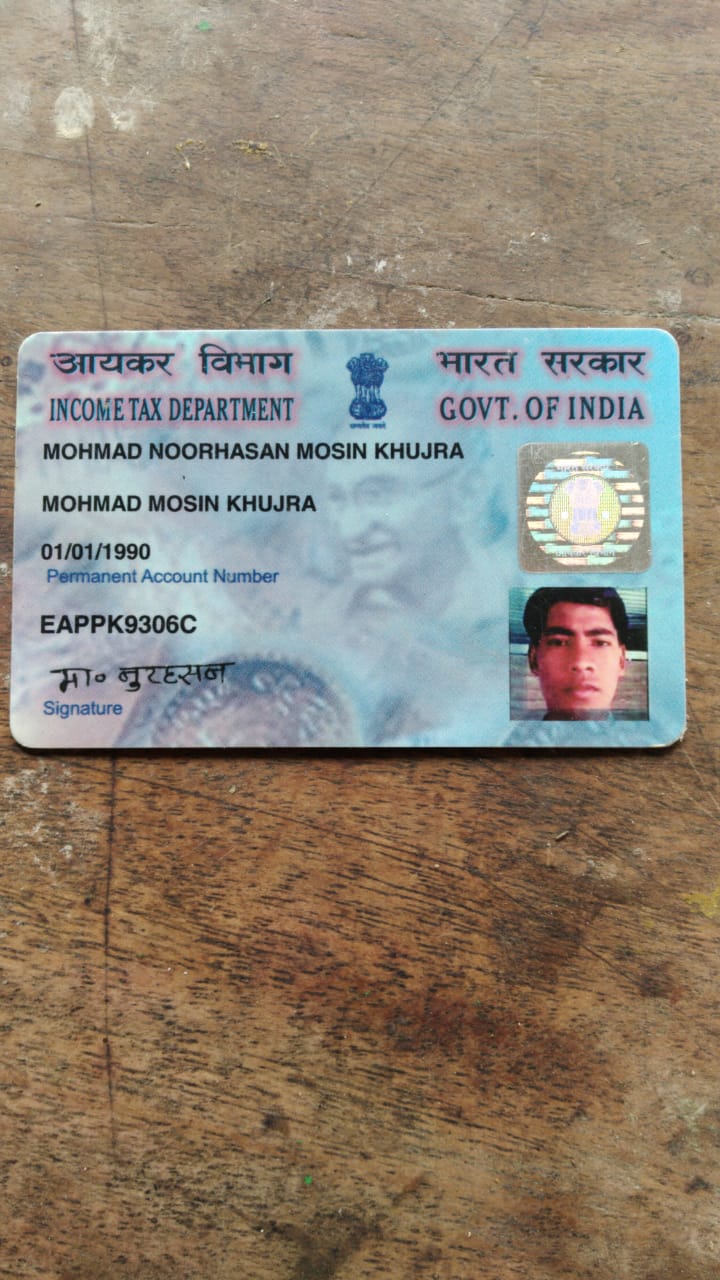 आयकर विभाग भारत सरकार
INCOME TAX DEPARTMENT GOVT. OF INDIA
MOHMAD NOORHASAN MOSIN KHUJRA
MOHMAD MOSIN KHUJRA
01/01/1990
Permanent Account Number
EAPPK9306C
मा० नुरहसन
Signature